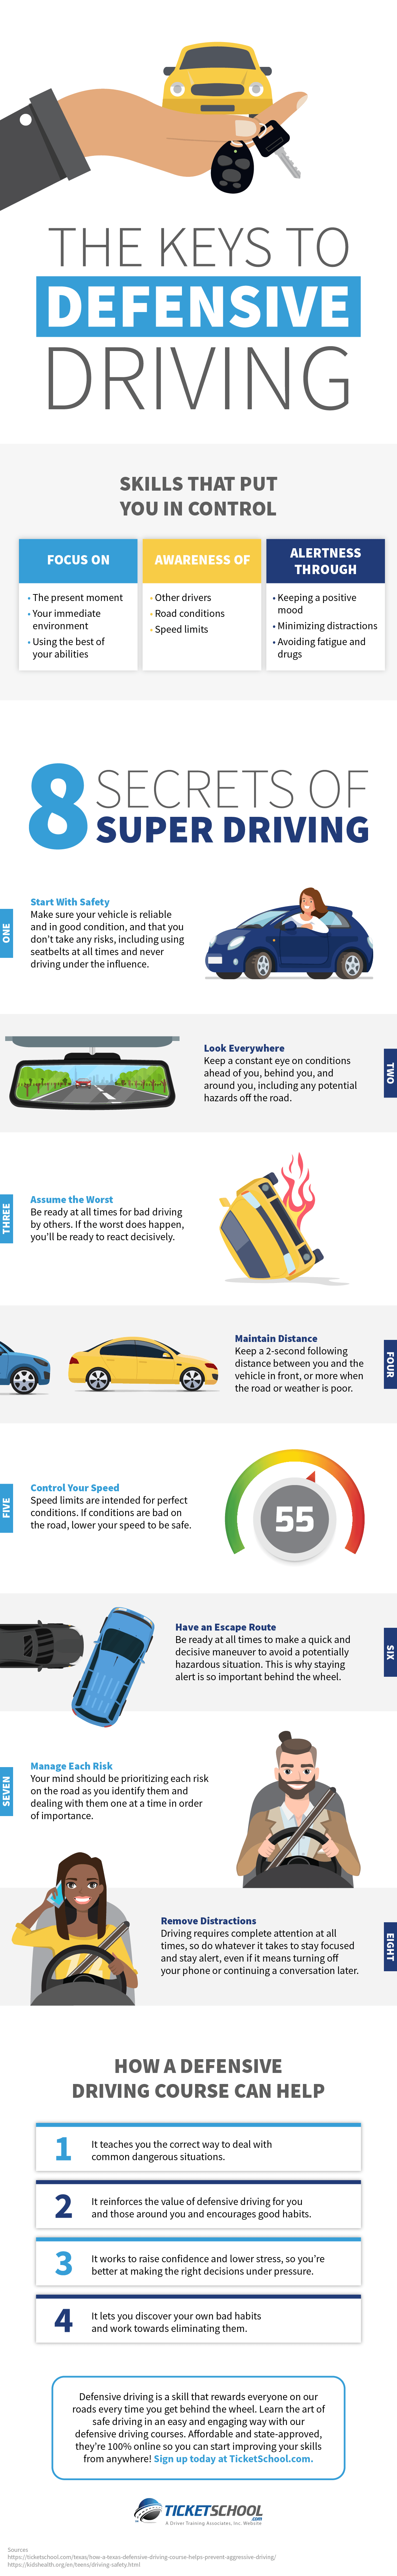 THE KEYS TO
DEFENSIVE
DRIVING
SKILLS THAT PUT
YOU IN CONTROL
FOCUS ON
• The present moment
• Your immediate
environment
• Using the best of
your abilities
AWARENESS OF
• Other drivers
• Road conditions
• Speed limits
ALERTNESS
THROUGH
• Keeping a positive
mood
• Minimizing distractions
• Avoiding fatigue and
drugs
8 SECRETS OF
SUPER DRIVING
ONE
Start With Safety
Make sure your vehicle is reliable
and in good condition, and that you
don't take any risks, including using
seatbelts at all times and never
driving under the influence.
TWO
Look Everywhere
Keep a constant eye on conditions
ahead of you, behind you, and
around you, including any potential
hazards off the road.
THREE
Assume the Worst
Be ready at all times for bad driving
by others. If the worst does happen,
you'll be ready to react decisively.
FOUR
Maintain Distance
Keep a 2-second following
distance between you and the
vehicle in front, or more when
the road or weather is poor.
FIVE
Control Your Speed
Speed limits are intended for perfect
conditions. If conditions are bad on
the road, lower your speed to be safe.
55
SIX
Have an Escape Route
Be ready at all times to make a quick and
decisive maneuver to avoid a potentially
hazardous situation. This is why staying
alert is so important behind the wheel.
SEVEN
Manage Each Risk
Your mind should be prioritizing each risk
on the road as you identify them and
dealing with them one at a time in order
of importance.
EIGHT
Remove Distractions
Driving requires complete attention at all
times, so do whatever it takes to stay focused
and stay alert, even if it means turning off
your phone or continuing a conversation later.
HOW A DEFENSIVE
DRIVING COURSE CAN HELP
1
It teaches you the correct way to deal with
common dangerous situations.
2
It reinforces the value of defensive driving for you
and those around you and encourages good habits.
3
It works to raise confidence and lower stress, so you're
better at making the right decisions under pressure.
4
It lets you discover your own bad habits
and work towards eliminating them.
Defensive driving is a skill that rewards everyone on our
roads every time you get behind the wheel. Learn the art of
safe driving in an easy and engaging way with our
defensive driving courses. Affordable and state-approved,
they're 100% online so you can start improving your skills
from anywhere! Sign up today at TicketSchool.com.
TICKETSCHOOL
.com
A Driver Training Associates, Inc. Website
Sources
https://ticketschool.com/texas/how-a-texas-defensive-driving-course-helps-prevent-aggressive-driving/
https://kidshealth.org/en/teens/driving-safety.html